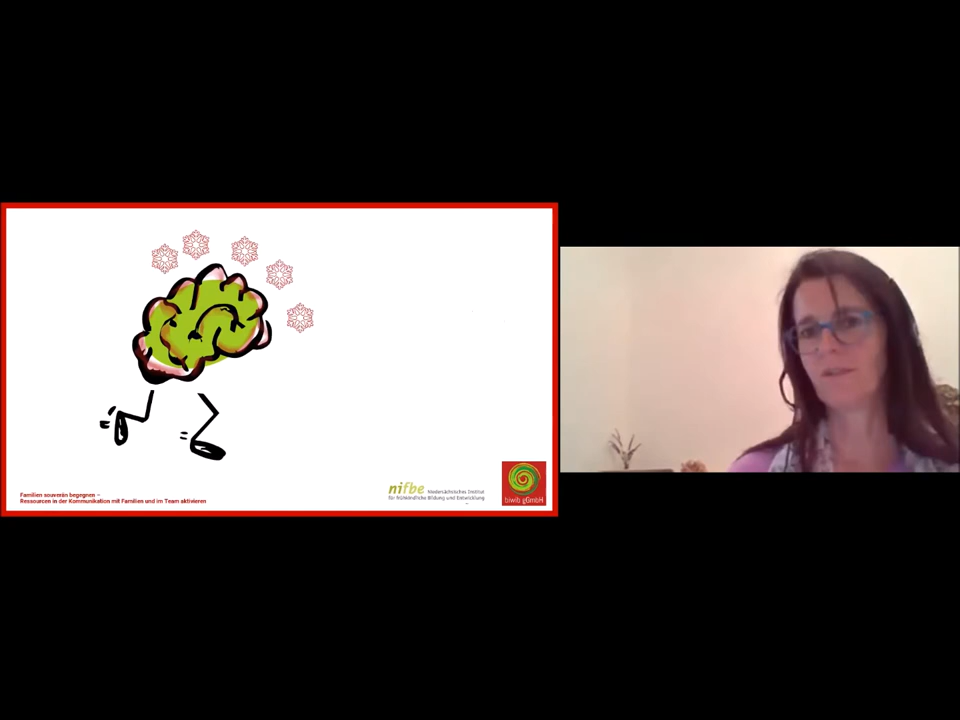 Familien souverän begegnen –
Ressourcen in der Kommunikation mit Familien und im Team aktivieren
nifbe Niedersächsisches Institut
für frühkindliche Bildung und Entwicklung
biwib gGmbH